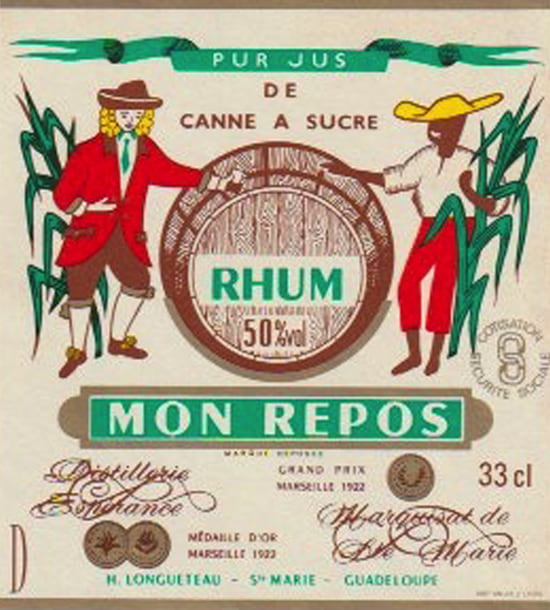 PUR JUS
DE
CANNE A SUCRE
RHUM
50%vol
COTISATION
SECURITE SOCIALE
MON REPOS
MARQUE DEPOSEE
Distillerie
Espérance
GRAND PRIX
MARSEILLE 1922
33 cl
MÉDAILLE D'OR
MARSEILLE 1922
Marquisat de
Ste Marie
D
H. LONGUETEAU - Ste MARIE - GUADELOUPE